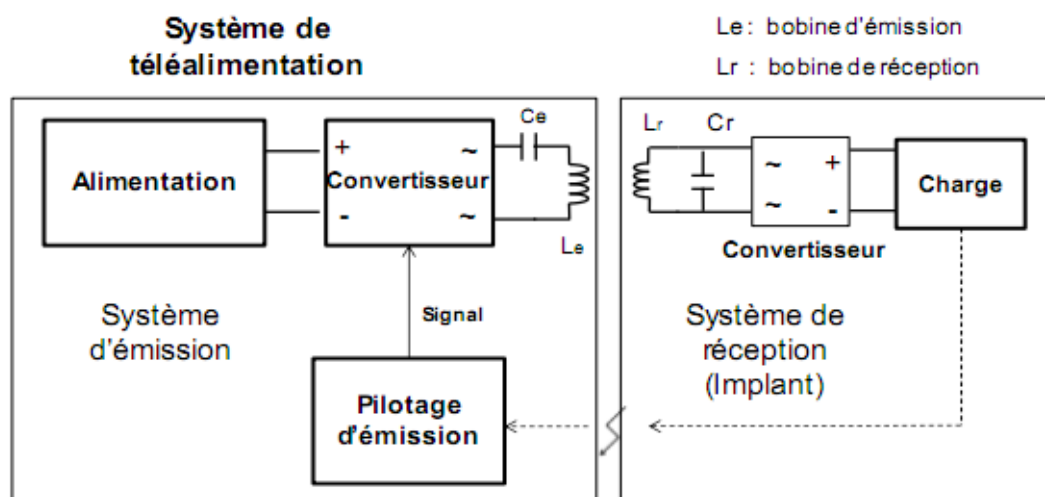 Système de
téléalimentation
Le : bobine d'émission
Lr : bobine de réception
Alimentation
+
-
Convertisseur
~
~
Ce
Le
Lr
Cr
~
~
+
-
Convertisseur
Charge
Système
d'émission
Signal
Pilotage
d'émission
Système de
réception
(Implant)